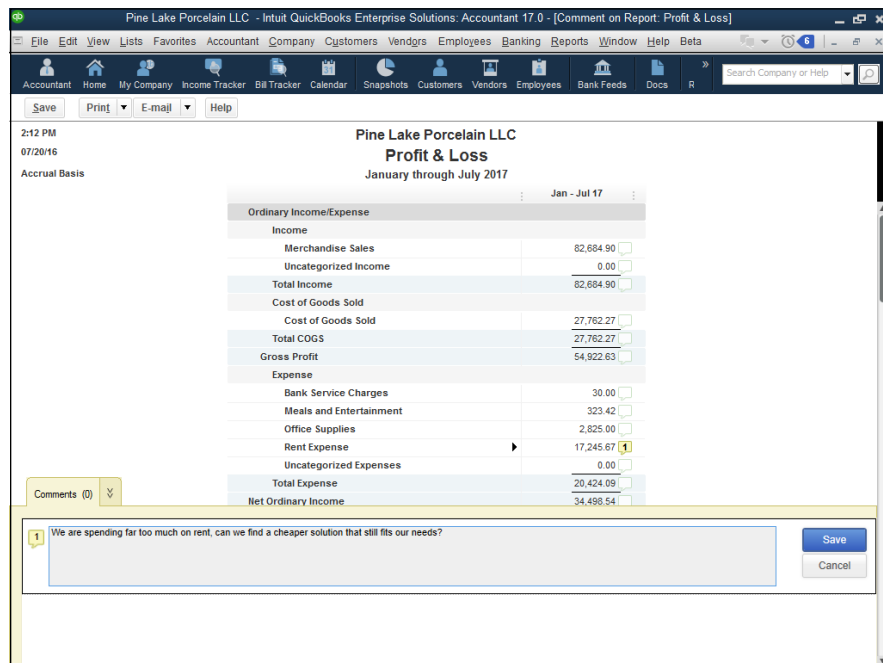 Pine Lake Porcelain LLC - Intuit QuickBooks Enterprise Solutions: Accountant 17.0 - [Comment on Report: Profit & Loss]
File Edit View Lists Favorites Accountant Company Customers Vendors Employees Banking Reports Window Help Beta 6
Accountant Home My Company Income Tracker Bill Tracker Calendar Snapshots Customers Vendors Employees Bank Feeds Docs R » Search Company or Help
Save Print E-mail Help
2:12 PM
07/20/16
Accrual Basis
Pine Lake Porcelain LLC
Profit & Loss
January through July 2017
Jan - Jul 17
Ordinary Income/Expense
Income
Merchandise Sales 82,684.90
Uncategorized Income 0.00
Total Income 82,684.90
Cost of Goods Sold
Cost of Goods Sold 27,762.27
Total COGS 27,762.27
Gross Profit 54,922.63
Expense
Bank Service Charges 30.00
Meals and Entertainment 323.42
Office Supplies 2,825.00
Rent Expense 17,245.67 1
Uncategorized Expenses 0.00
Total Expense 20,424.09
Net Ordinary Income 34,498.54
Comments (0)
1 We are spending far too much on rent, can we find a cheaper solution that still fits our needs?
Save
Cancel